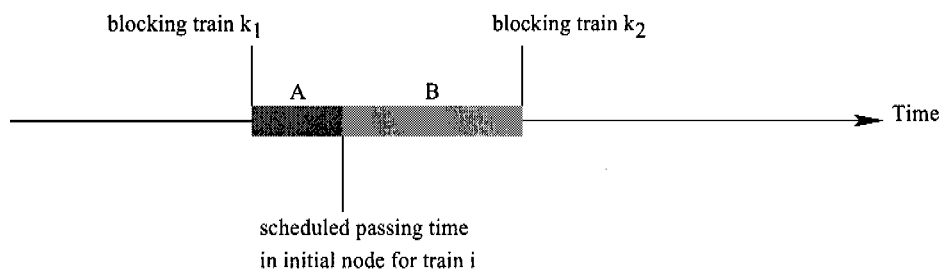 blocking train k1
blocking train k2
A
B
Time
scheduled passing time
in initial node for train i